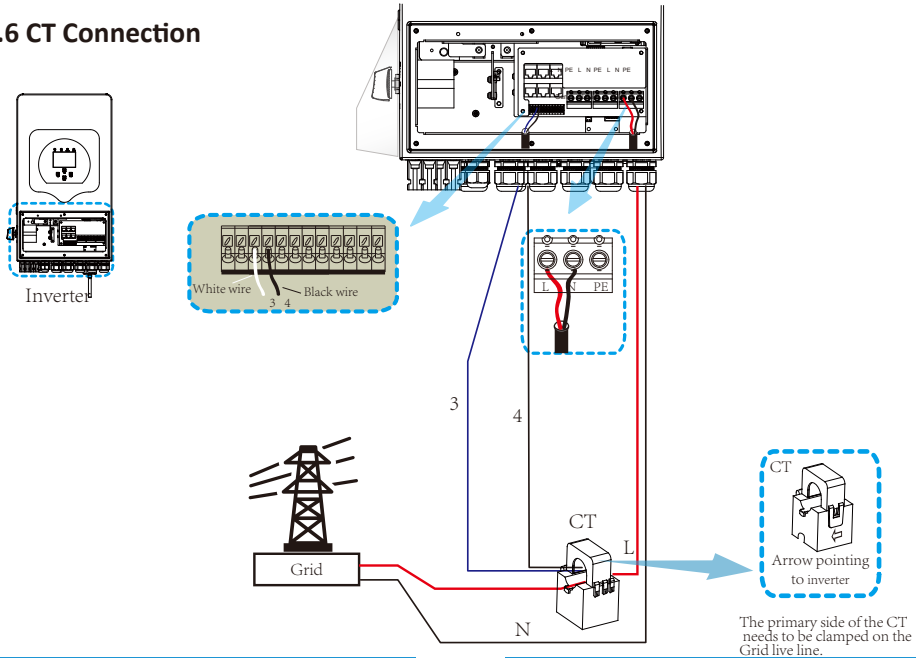 .6 CT Connection
PE L N PE L N PE
Inverter
White wire
Black wire
3 4
L N PE
3
4
CT
L
Grid
N
CT
Arrow pointing
to inverter
The primary side of the CT
needs to be clamped on the
Grid live line.